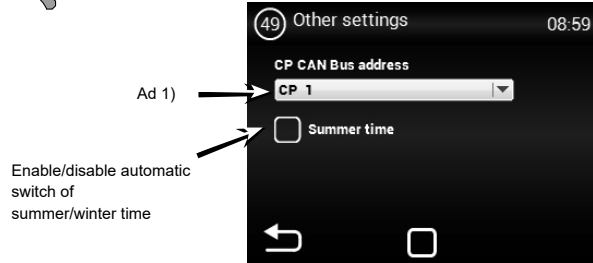 49 Other settings 08:59
CP CAN Bus address
Ad 1)
CP 1
Summer time
Enable/disable automatic
switch of
summer/winter time